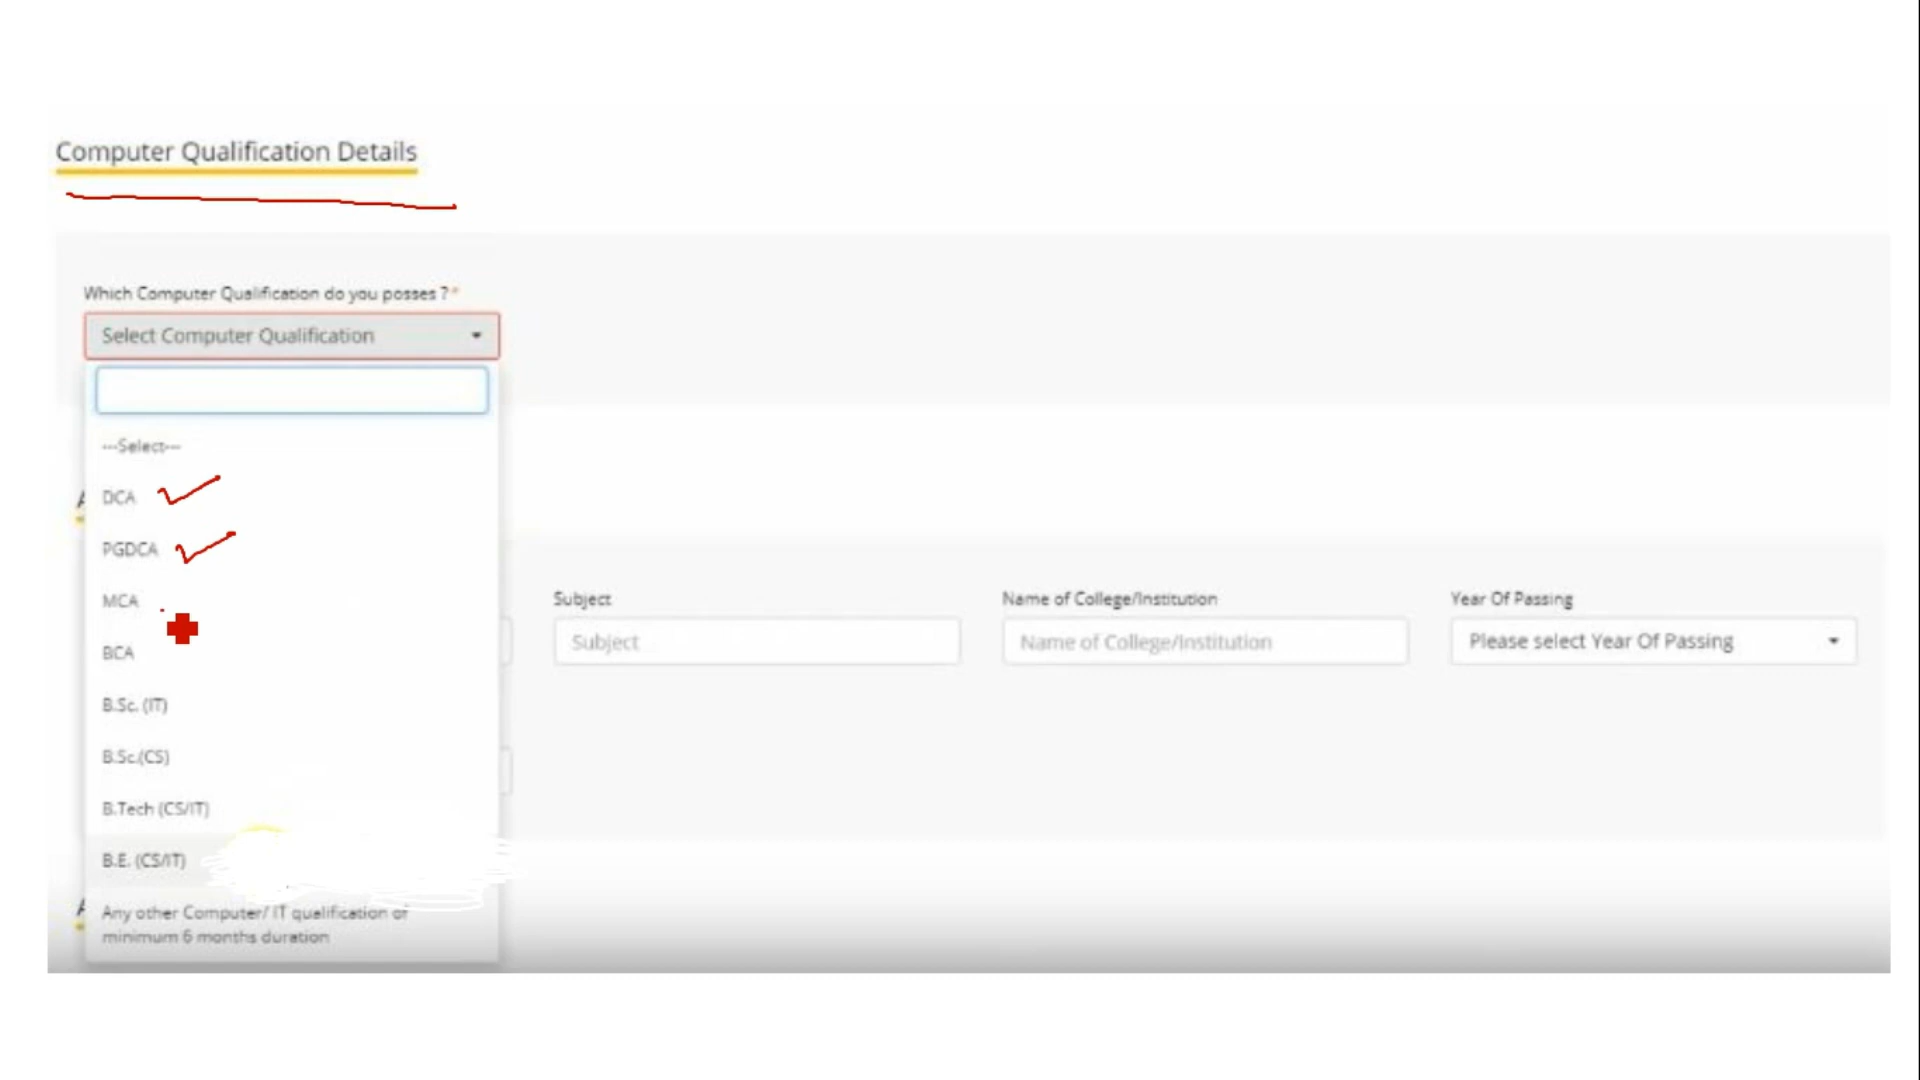 Computer Qualification Details
Which Computer Qualification do you posses ?*
Select Computer Qualification
---Select---
DCA
PGDCA
MCA
BCA
B.Sc. (IT)
B.Sc.(CS)
B.Tech (CS/IT)
B.E. (CS/IT)
Any other Computer/ IT qualification of
minimum 6 months duration
Subject
Subject
Name of College/Institution
Name of College/Institution
Year Of Passing
Please select Year Of Passing